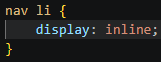 nav li {
    display: inline;
}